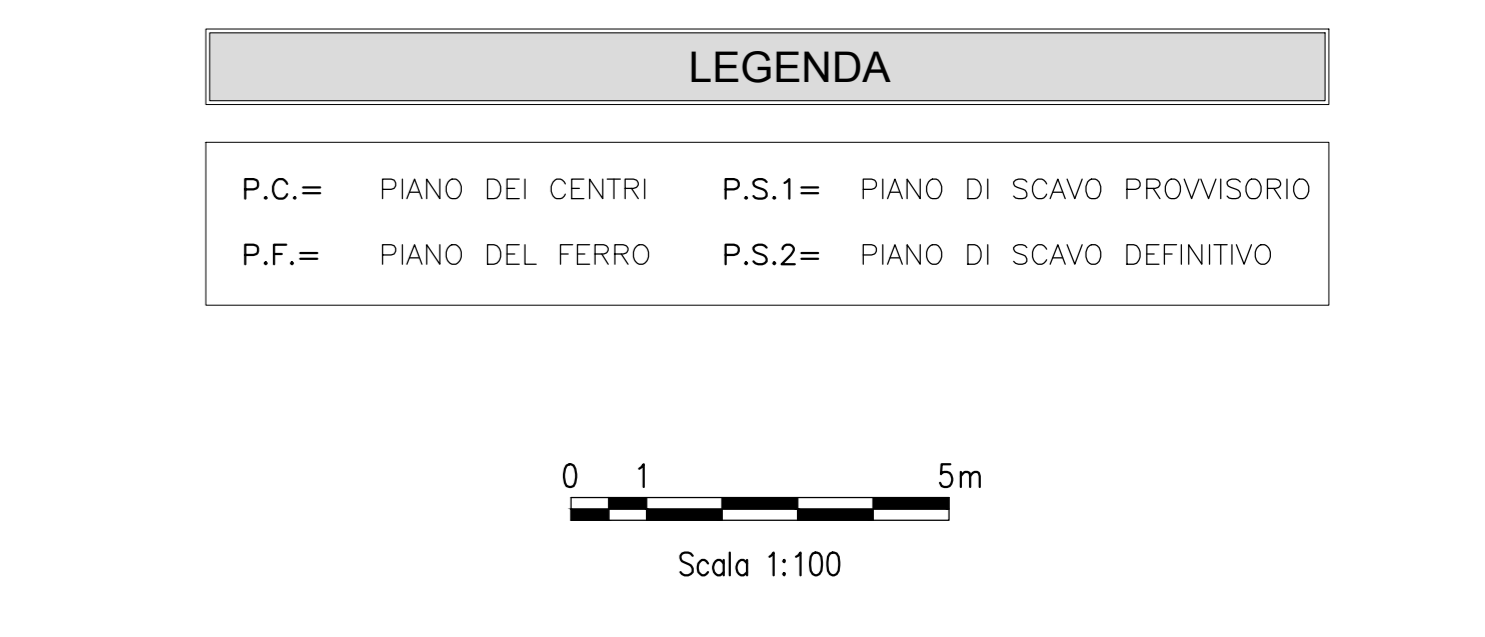 LEGENDA
P.C.= PIANO DEI CENTRI P.S.1= PIANO DI SCAVO PROVVISORIO
P.F.= PIANO DEL FERRO P.S.2= PIANO DI SCAVO DEFINITIVO
0 1 5m
Scala 1:100